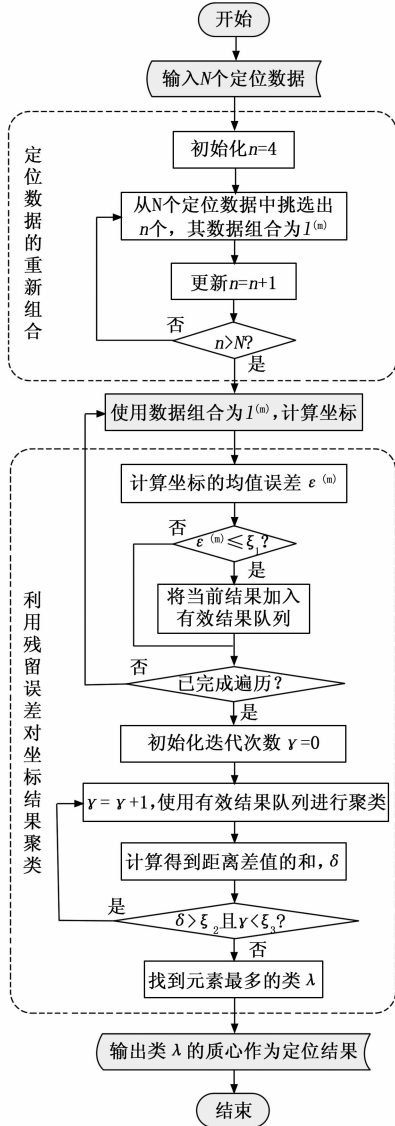 开始
输入N个定位数据
定位数据的重新组合
初始化n=4
从N个定位数据中挑选出
n个，其数据组合为l⁽ᵐ⁾
更新n=n+1
否
n>N?
是
使用数据组合为l⁽ᵐ⁾,计算坐标
利用残留误差对坐标结果聚类
计算坐标的均值误差 ε⁽ᵐ⁾
否
ε⁽ᵐ⁾≤ξ₁?
是
将当前结果加入
有效结果队列
否
已完成遍历?
是
初始化迭代次数 γ=0
γ= γ+1,使用有效结果队列进行聚类
计算得到距离差值的和, δ
是
δ>ξ₂且γ<ξ₃?
否
找到元素最多的类 λ
输出类 λ 的质心作为定位结果
结束